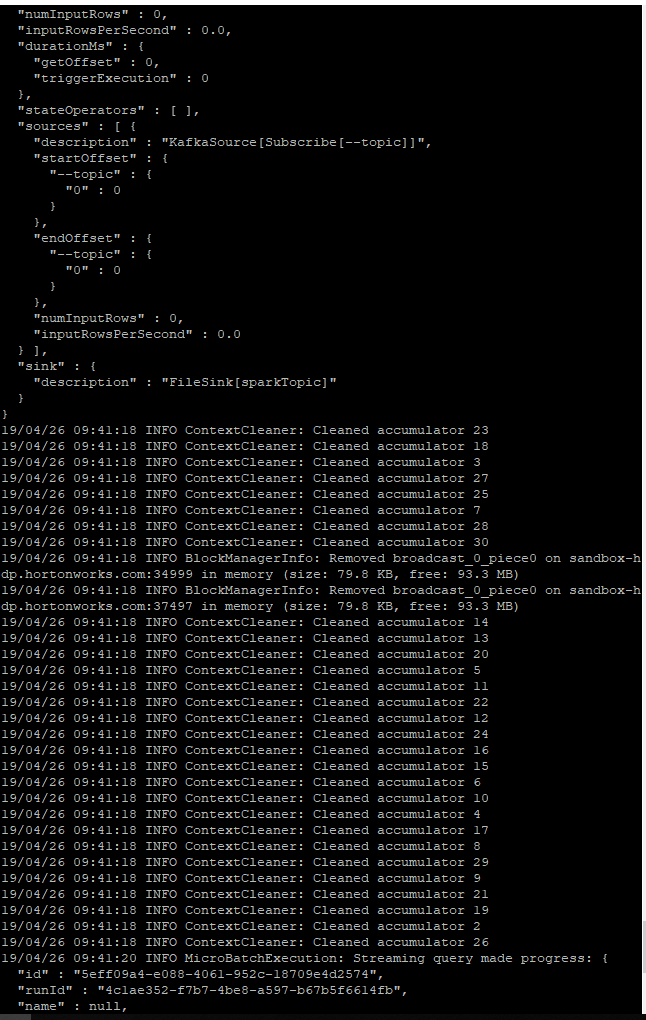 "numInputRows" : 0,
"inputRowsPerSecond" : 0.0,
"durationMs" : {
"getOffset" : 0,
"triggerExecution" : 0
},
"stateOperators" : [ ],
"sources" : [ {
"description" : "KafkaSource[Subscribe[--topic]]",
"startOffset" : {
"--topic" : {
"0" : 0
}
},
"endOffset" : {
"--topic" : {
"0" : 0
}
},
"numInputRows" : 0,
"inputRowsPerSecond" : 0.0
} ],
"sink" : {
"description" : "FileSink[sparkTopic]"
}
}
19/04/26 09:41:18 INFO ContextCleaner: Cleaned accumulator 23
19/04/26 09:41:18 INFO ContextCleaner: Cleaned accumulator 18
19/04/26 09:41:18 INFO ContextCleaner: Cleaned accumulator 3
19/04/26 09:41:18 INFO ContextCleaner: Cleaned accumulator 27
19/04/26 09:41:18 INFO ContextCleaner: Cleaned accumulator 25
19/04/26 09:41:18 INFO ContextCleaner: Cleaned accumulator 7
19/04/26 09:41:18 INFO ContextCleaner: Cleaned accumulator 28
19/04/26 09:41:18 INFO ContextCleaner: Cleaned accumulator 30
19/04/26 09:41:18 INFO BlockManagerInfo: Removed broadcast_0_piece0 on sandbox-h
dp.hortonworks.com:34999 in memory (size: 79.8 KB, free: 93.3 MB)
19/04/26 09:41:18 INFO BlockManagerInfo: Removed broadcast_0_piece0 on sandbox-h
dp.hortonworks.com:37497 in memory (size: 79.8 KB, free: 93.3 MB)
19/04/26 09:41:18 INFO ContextCleaner: Cleaned accumulator 14
19/04/26 09:41:18 INFO ContextCleaner: Cleaned accumulator 13
19/04/26 09:41:18 INFO ContextCleaner: Cleaned accumulator 20
19/04/26 09:41:18 INFO ContextCleaner: Cleaned accumulator 5
19/04/26 09:41:18 INFO ContextCleaner: Cleaned accumulator 11
19/04/26 09:41:18 INFO ContextCleaner: Cleaned accumulator 22
19/04/26 09:41:18 INFO ContextCleaner: Cleaned accumulator 12
19/04/26 09:41:18 INFO ContextCleaner: Cleaned accumulator 24
19/04/26 09:41:18 INFO ContextCleaner: Cleaned accumulator 16
19/04/26 09:41:18 INFO ContextCleaner: Cleaned accumulator 15
19/04/26 09:41:18 INFO ContextCleaner: Cleaned accumulator 6
19/04/26 09:41:18 INFO ContextCleaner: Cleaned accumulator 10
19/04/26 09:41:18 INFO ContextCleaner: Cleaned accumulator 4
19/04/26 09:41:18 INFO ContextCleaner: Cleaned accumulator 17
19/04/26 09:41:18 INFO ContextCleaner: Cleaned accumulator 8
19/04/26 09:41:18 INFO ContextCleaner: Cleaned accumulator 29
19/04/26 09:41:18 INFO ContextCleaner: Cleaned accumulator 9
19/04/26 09:41:18 INFO ContextCleaner: Cleaned accumulator 21
19/04/26 09:41:18 INFO ContextCleaner: Cleaned accumulator 19
19/04/26 09:41:18 INFO ContextCleaner: Cleaned accumulator 2
19/04/26 09:41:18 INFO ContextCleaner: Cleaned accumulator 26
19/04/26 09:41:20 INFO MicroBatchExecution: Streaming query made progress: {
"id" : "5eff09a4-e088-4061-952c-18709e4d2574",
"runId" : "4c1ae352-f7b7-4be8-a597-b67b5f6614fb",
"name" : null,